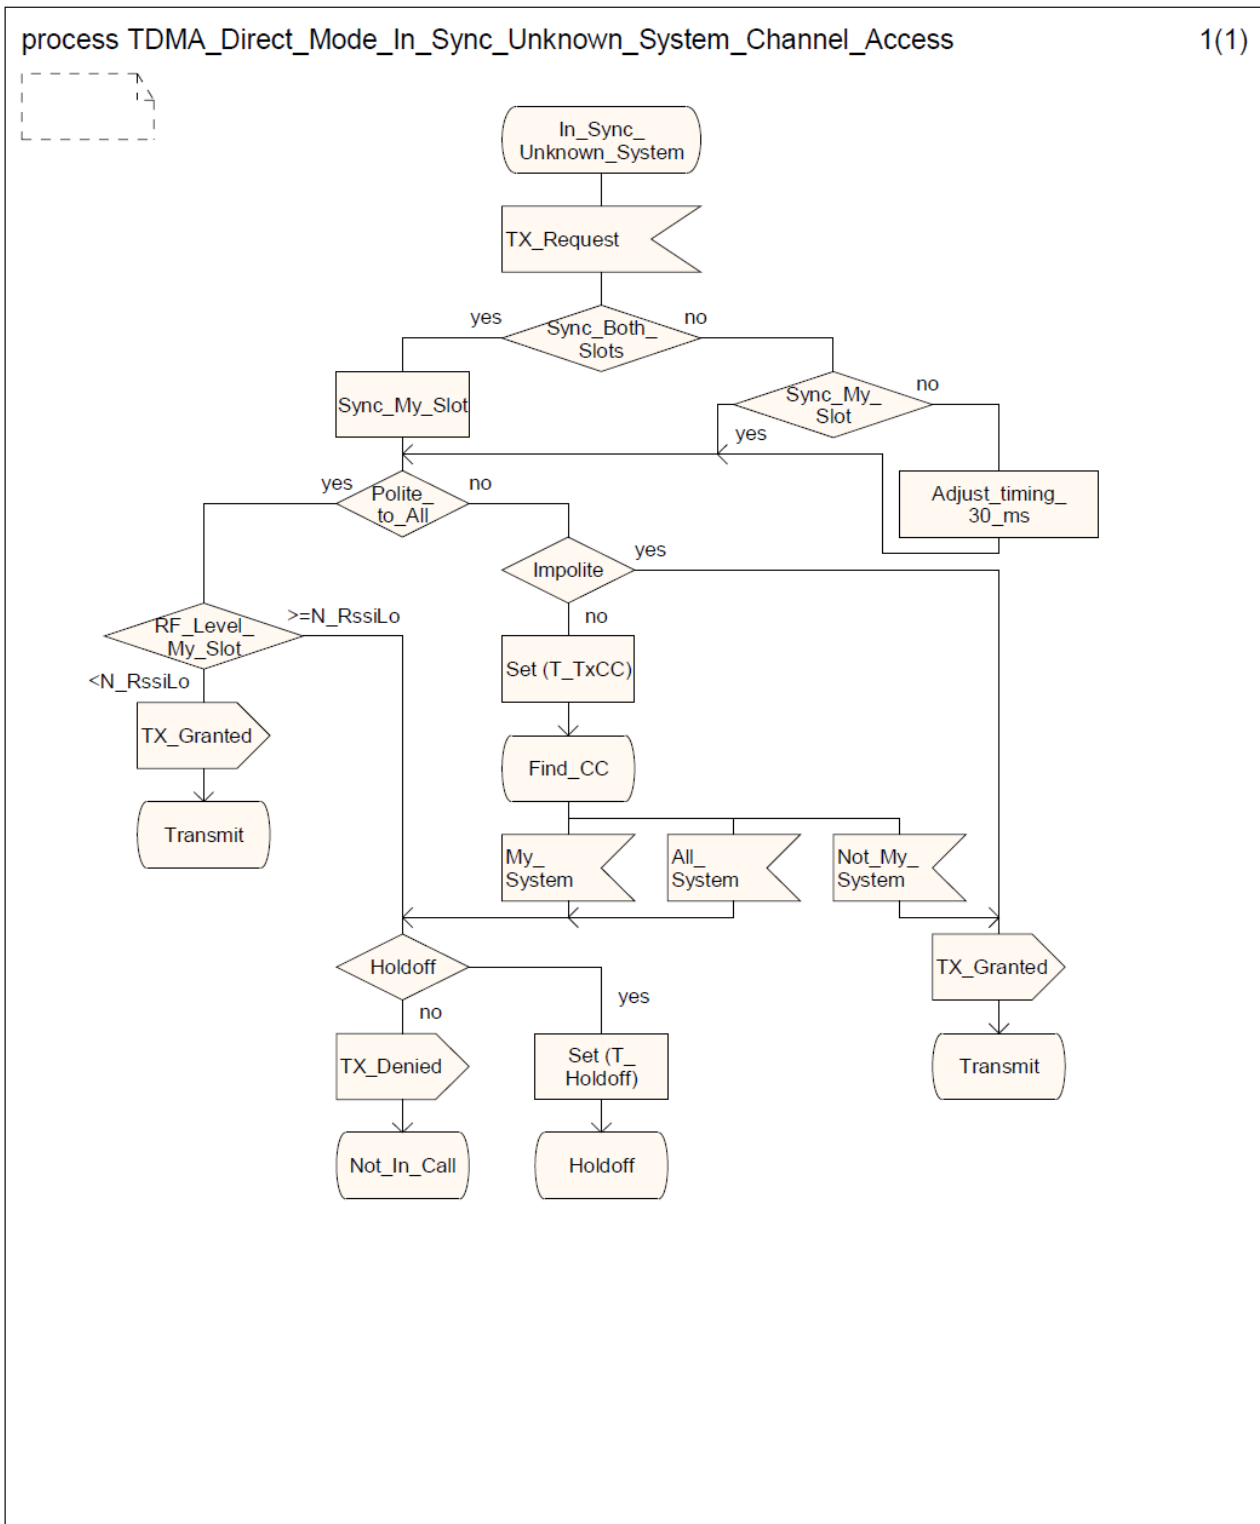 process TDMA_Direct_Mode_In_Sync_Unknown_System_Channel_Access 1(1)
In_Sync_
Unknown_System
TX_Request
yes
Sync_Both_
Slots
no
Sync_My_Slot
Sync_My_
Slot
no
yes
yes
Polite_
to_All
no
Adjust_timing_
30_ms
Impolite
yes
no
RF_Level_
My_Slot
>=N_RssiLo
<N_RssiLo
Set (T_TxCC)
TX_Granted
Find_CC
Transmit
My_
System
All_
System
Not_My_
System
Holdoff
yes
no
TX_Granted
TX_Denied
Set (T_
Holdoff)
Transmit
Not_In_Call
Holdoff